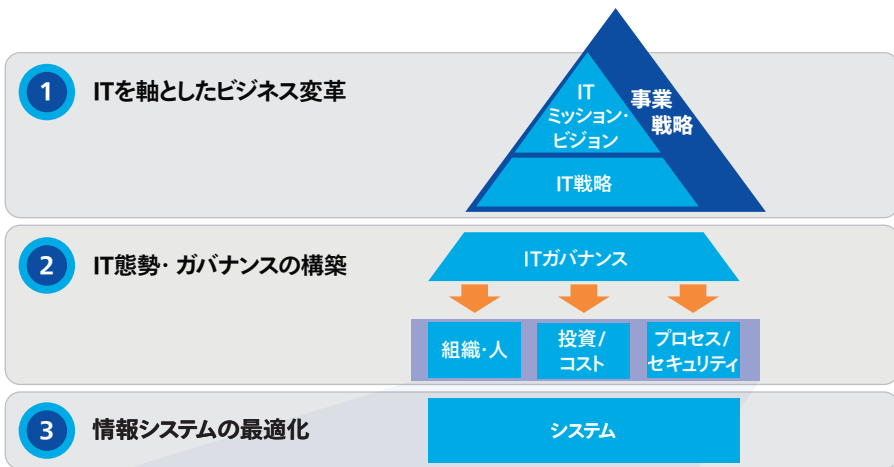 1
ITを軸としたビジネス変革
IT
ミッション・
ビジョン
事業
戦略
IT戦略
2
IT態勢・ガバナンスの構築
ITガバナンス
組織・人
投資/
コスト
プロセス/
セキュリティ
3
情報システムの最適化
システム